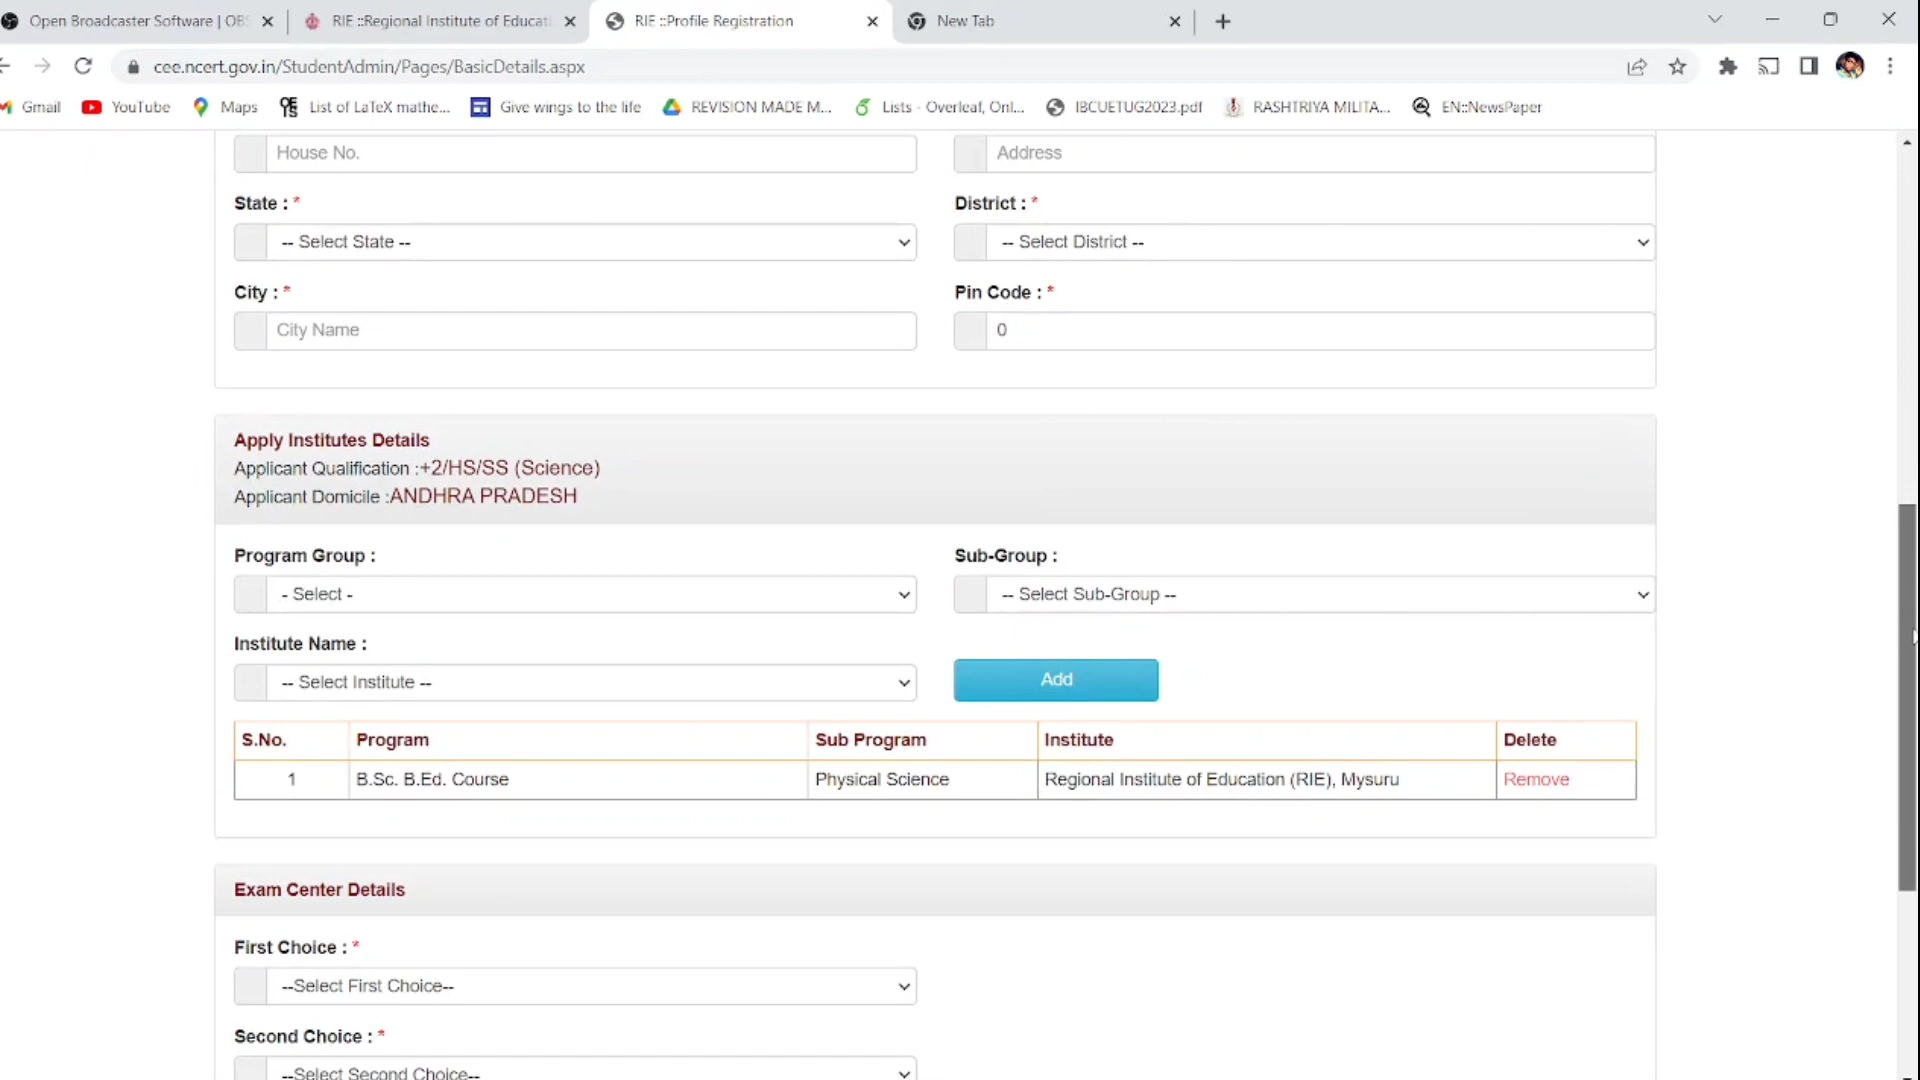 Open Broadcaster Software | OBS
RIE ::Regional Institute of Educati
RIE ::Profile Registration
New Tab
cee.ncert.gov.in/StudentAdmin/Pages/BasicDetails.aspx
Gmail YouTube Maps List of LaTeX mathe... Give wings to the life REVISION MADE M... Lists - Overleaf, Onl... IBCUETUG2023.pdf RASHTRIYA MILITA... EN::NewsPaper
House No. Address
State : * District : *
-- Select State -- -- Select District --
City : * Pin Code : *
City Name 0
Apply Institutes Details
Applicant Qualification :+2/HS/SS (Science)
Applicant Domicile :ANDHRA PRADESH
Program Group : Sub-Group :
- Select - -- Select Sub-Group --
Institute Name :
-- Select Institute -- Add
S.No. Program Sub Program Institute Delete
1 B.Sc. B.Ed. Course Physical Science Regional Institute of Education (RIE), Mysuru Remove
Exam Center Details
First Choice : *
--Select First Choice--
Second Choice : *
--Select Second Choice--